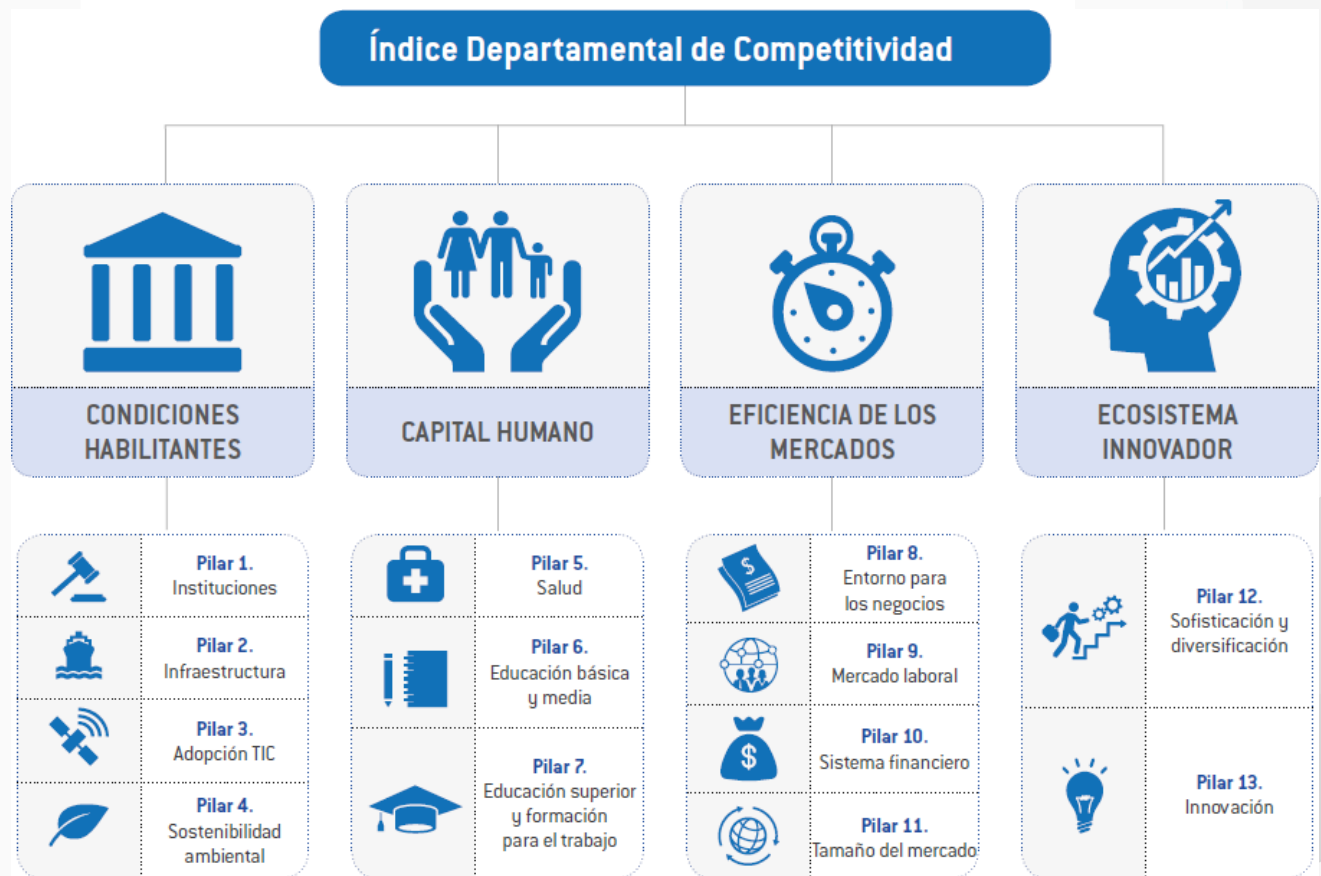 Índice Departamental de Competitividad
CONDICIONES
HABILITANTES
CAPITAL HUMANO
EFICIENCIA DE LOS
MERCADOS
ECOSISTEMA
INNOVADOR
Pilar 1.
Instituciones
Pilar 2.
Infraestructura
Pilar 3.
Adopción TIC
Pilar 4.
Sostenibilidad
ambiental
Pilar 5.
Salud
Pilar 6.
Educación básica
y media
Pilar 7.
Educación superior
y formación
para el trabajo
$
Pilar 8.
Entorno para
los negocios
Pilar 9.
Mercado laboral
$
Pilar 10.
Sistema financiero
Pilar 11.
Tamaño del mercado
Pilar 12.
Sofisticación y
diversificación
Pilar 13.
Innovación